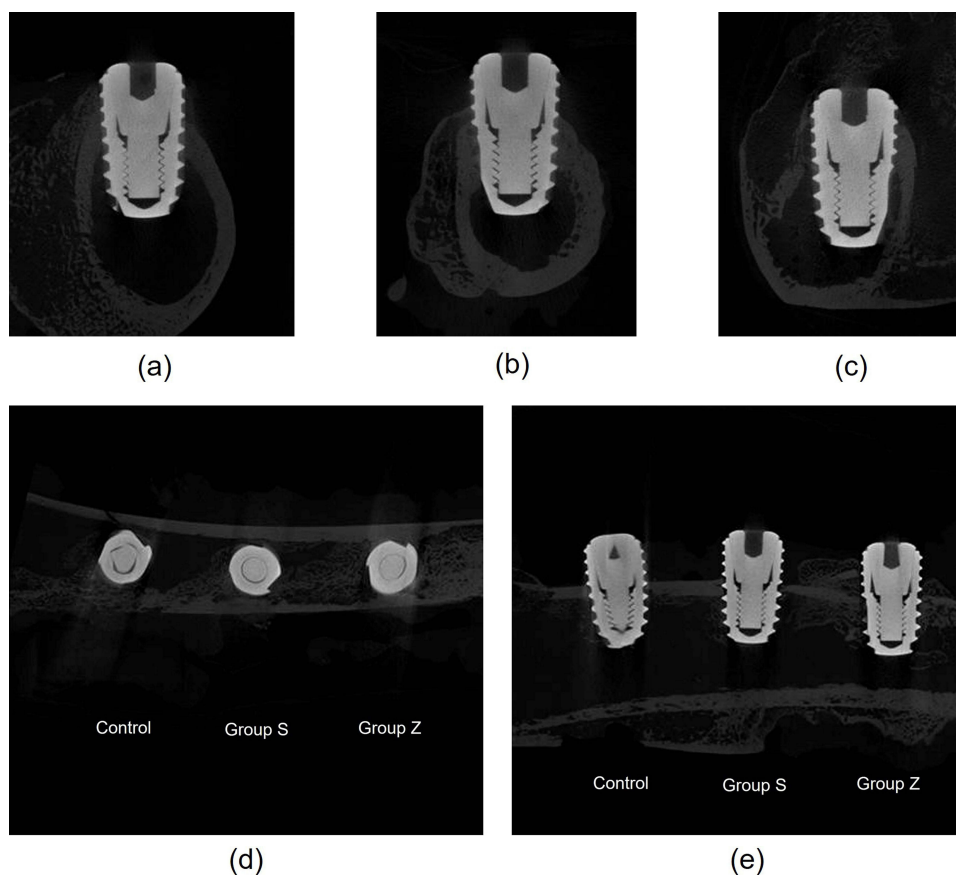 (a)
(b)
(c)
Control
Group S
Group Z
(d)
Control
Group S
Group Z
(e)